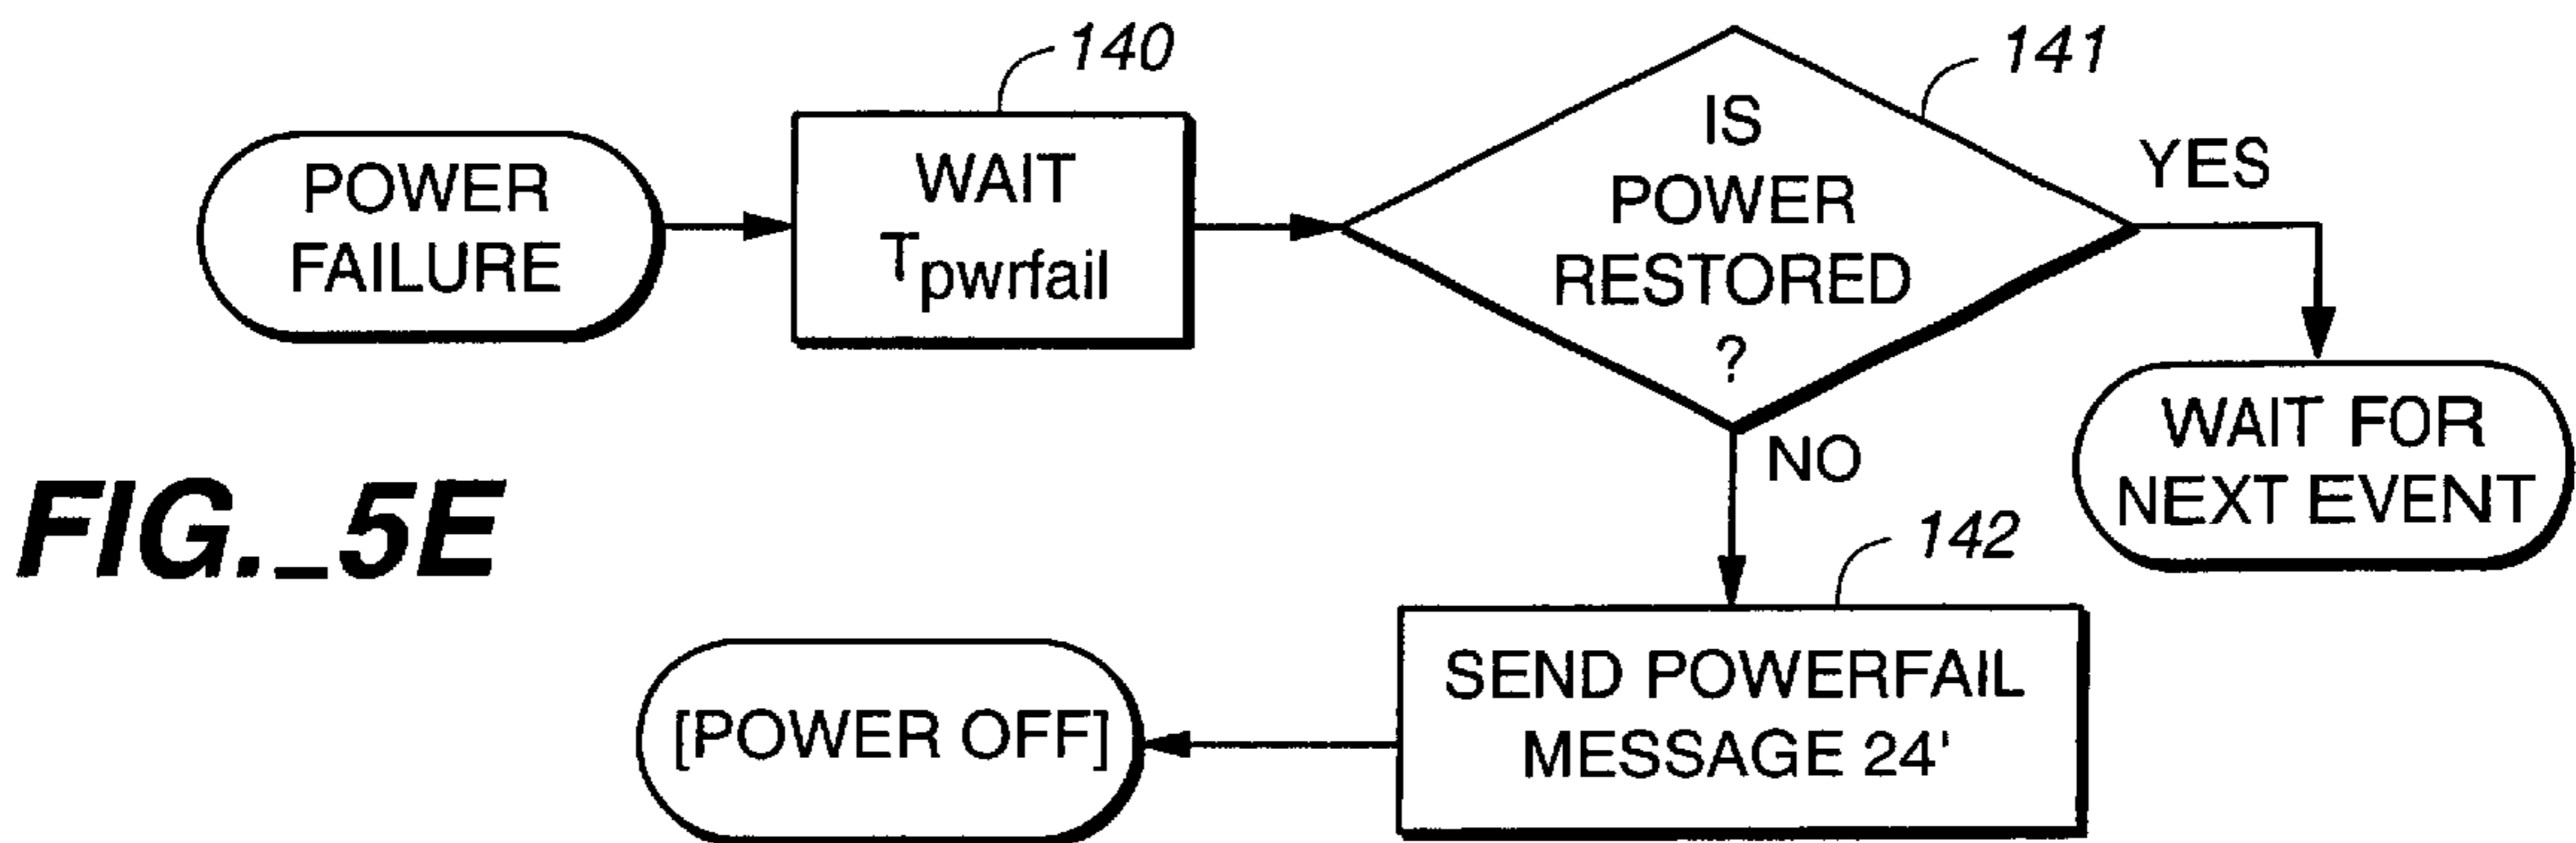 140
141
POWER
FAILURE
WAIT
Tpwrfail
IS
POWER
RESTORED
?
YES
NO
WAIT FOR
NEXT EVENT
FIG._5E
142
SEND POWERFAIL
MESSAGE 24'
[POWER OFF]